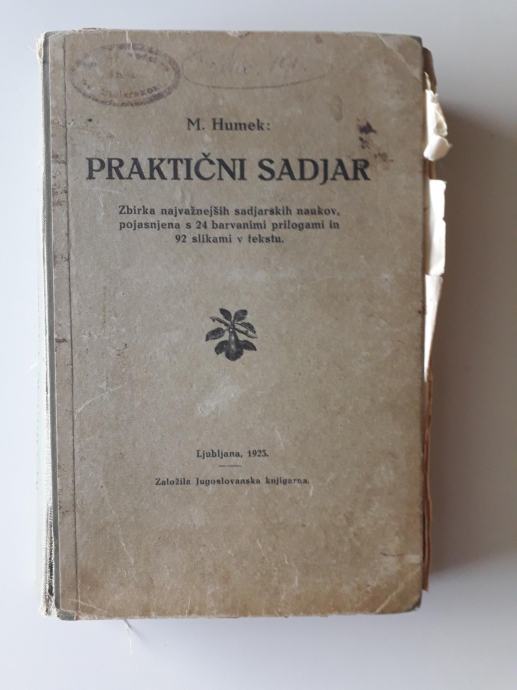 M. Humek:
PRAKTIČNI SADJAR
Zbirka najvažnejših sadjarskih naukov,
pojasnjena s 24 barvanimi prilogami in
92 slikami v tekstu.
Ljubljana, 1925.
Založila Jugoslovanska knjigarna.